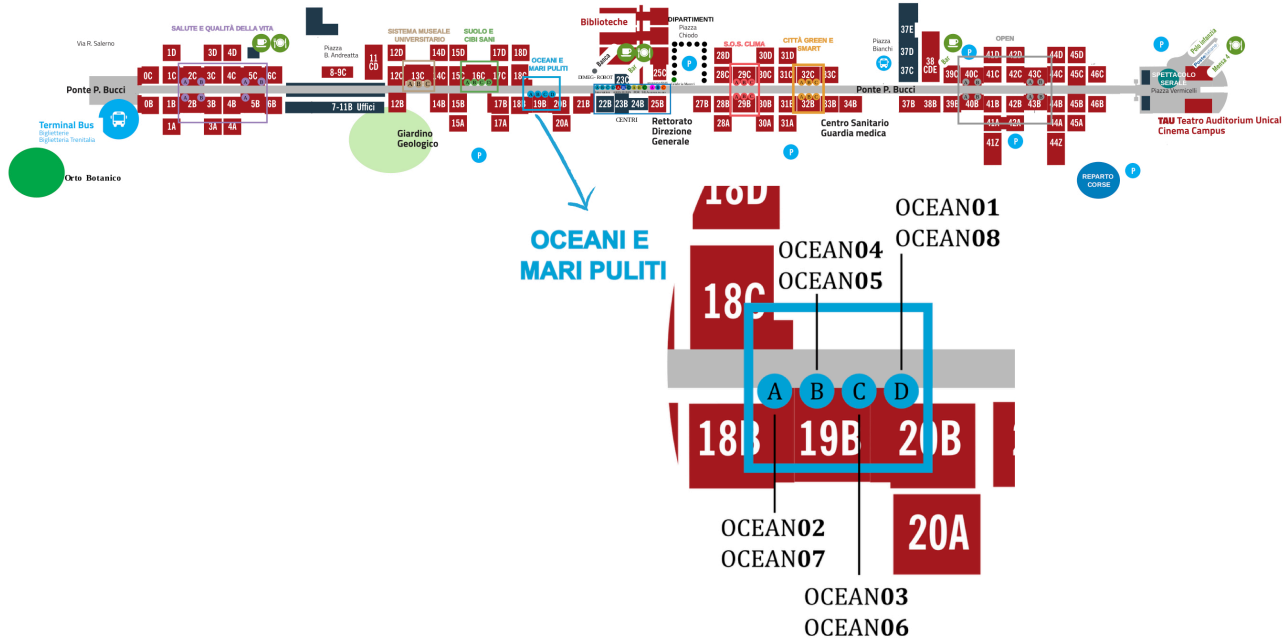 SALUTE E QUALITÀ DELLA VITA
Via R. Salerno
1D
3D
4D
0C
1C
2C
3C
4C
5C
6C
Ponte P. Bucci
0B
1B
2B
3B
4B
5B
6B
1A
3A
4A
Terminal Bus
Biglietterie
Biglietteria Trenitalia
Orto Botanico
Piazza
B. Andreatta
8-9C
11
CD
7-11B Uffici
SISTEMA MUSEALE
UNIVERSITARIO
12D
14D
12C
13C
14C
12B
14B
Giardino
Geologico
SUOLO E
CIBI SANI
15D
17D
18D
15C
16C
17C
18C
15B
17B
18B
15A
17A
P
OCEANI E
MARI PULITI
19B
20B
21B
20A
Biblioteche
Banca
Bar
DIMEG- ROBOT
23C
25C
22B
23B
24B
25B
CENTRI
DIPARTIMENTI
Piazza
Chiodo
P
Rettorato
Direzione
Generale
S.O.S. CLIMA
28D
30D
28C
29C
30C
27B
28B
29B
30B
28A
30A
CITTÀ GREEN E
SMART
31D
31C
32C
33C
31B
32B
33B
34B
31A
P
Ponte P. Bucci
Centro Sanitario
Guardia medica
Piazza
Bianchi
37E
37D
37C
38
CDE
37B
38B
39B
Bar
P
OPEN
41D
42D
44D
45D
39C
40C
41C
42C
43C
44C
45C
46C
40B
41B
42B
43B
44B
45B
46B
41A
42A
44A
45A
41Z
44Z
P
REPARTO
CORSE
P
P
Polo Infanzia
Mensa 4
SPETTACOLO
SERALE
Piazza Vermicelli
TAU Teatro Auditorium Unical
Cinema Campus
OCEANI E
MARI PULITI
18D
18C
OCEAN01
OCEAN08
OCEAN04
OCEAN05
A
B
C
D
18B
19B
20B
20A
OCEAN02
OCEAN07
OCEAN03
OCEAN06